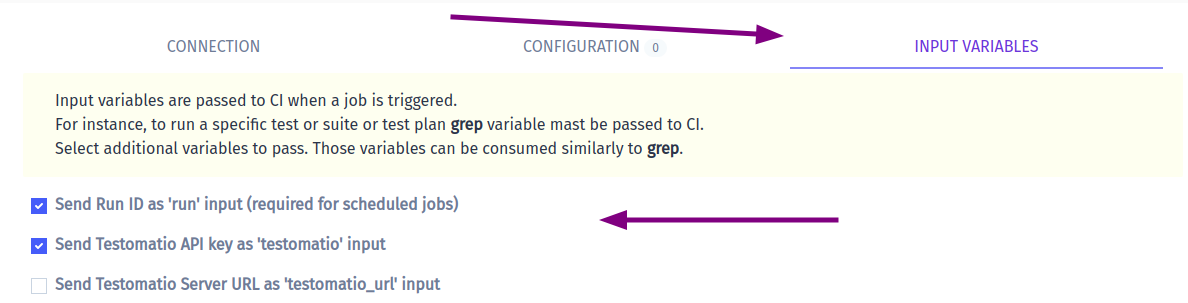 CONNECTION CONFIGURATION 0 INPUT VARIABLES
Input variables are passed to CI when a job is triggered.
For instance, to run a specific test or suite or test plan grep variable mast be passed to CI.
Select additional variables to pass. Those variables can be consumed similarly to grep.
Send Run ID as 'run' input (required for scheduled jobs)
Send Testomatio API key as 'testomatio' input
Send Testomatio Server URL as 'testomatio_url' input